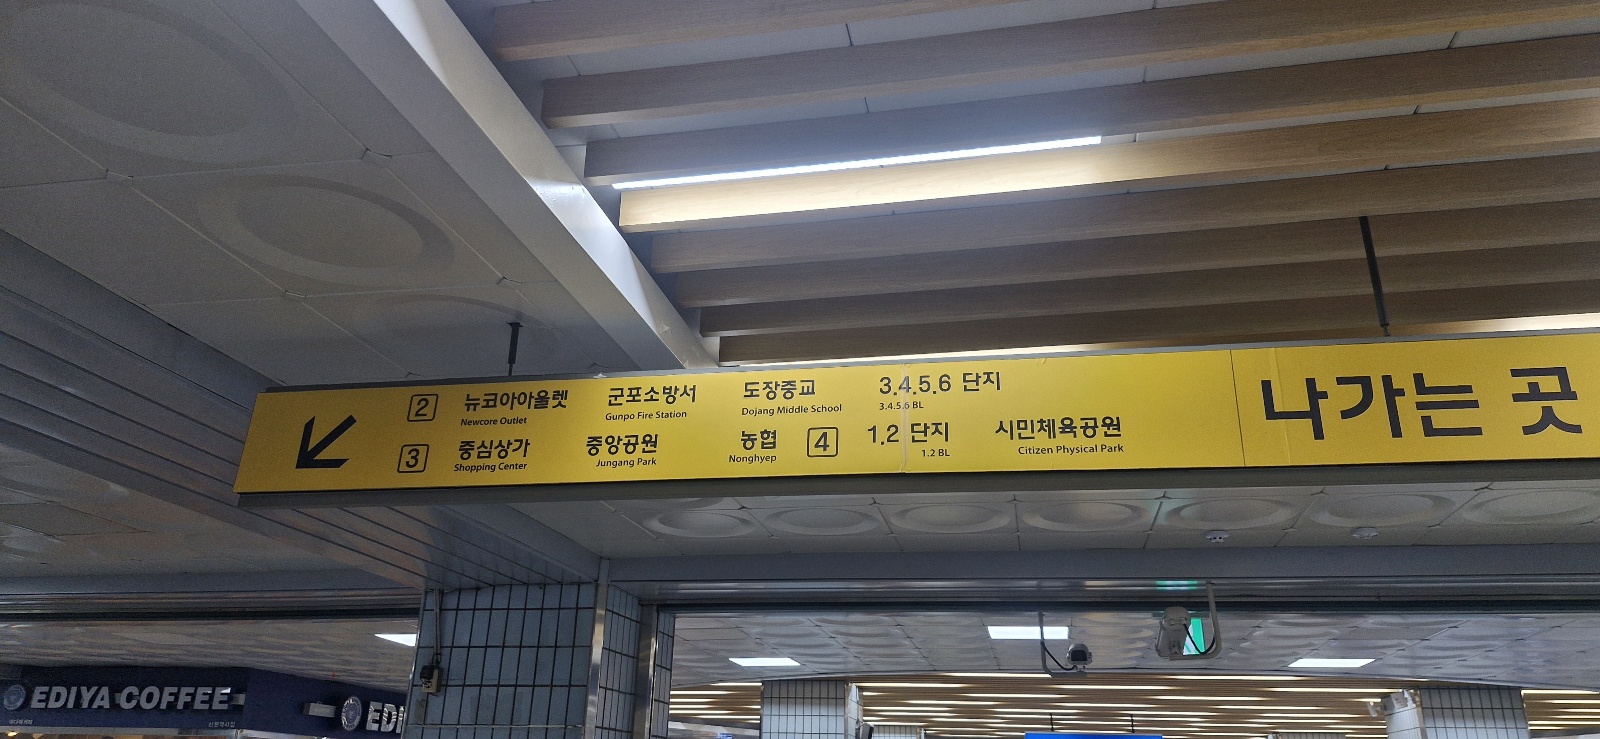 2 뉴코아아울렛 군포소방서 도장중교 3.4.5.6 단지
Newcore Outlet Gunpo Fire Station Dojang Middle School 3.4.5.6 BL
3 중심상가 중앙공원 농협 4 1.2 단지 시민체육공원
Shopping Center Jungang Park Nonghyep 1.2 BL Citizen Physical Park
나가는 곳
EDIYA COFFEE
EDI